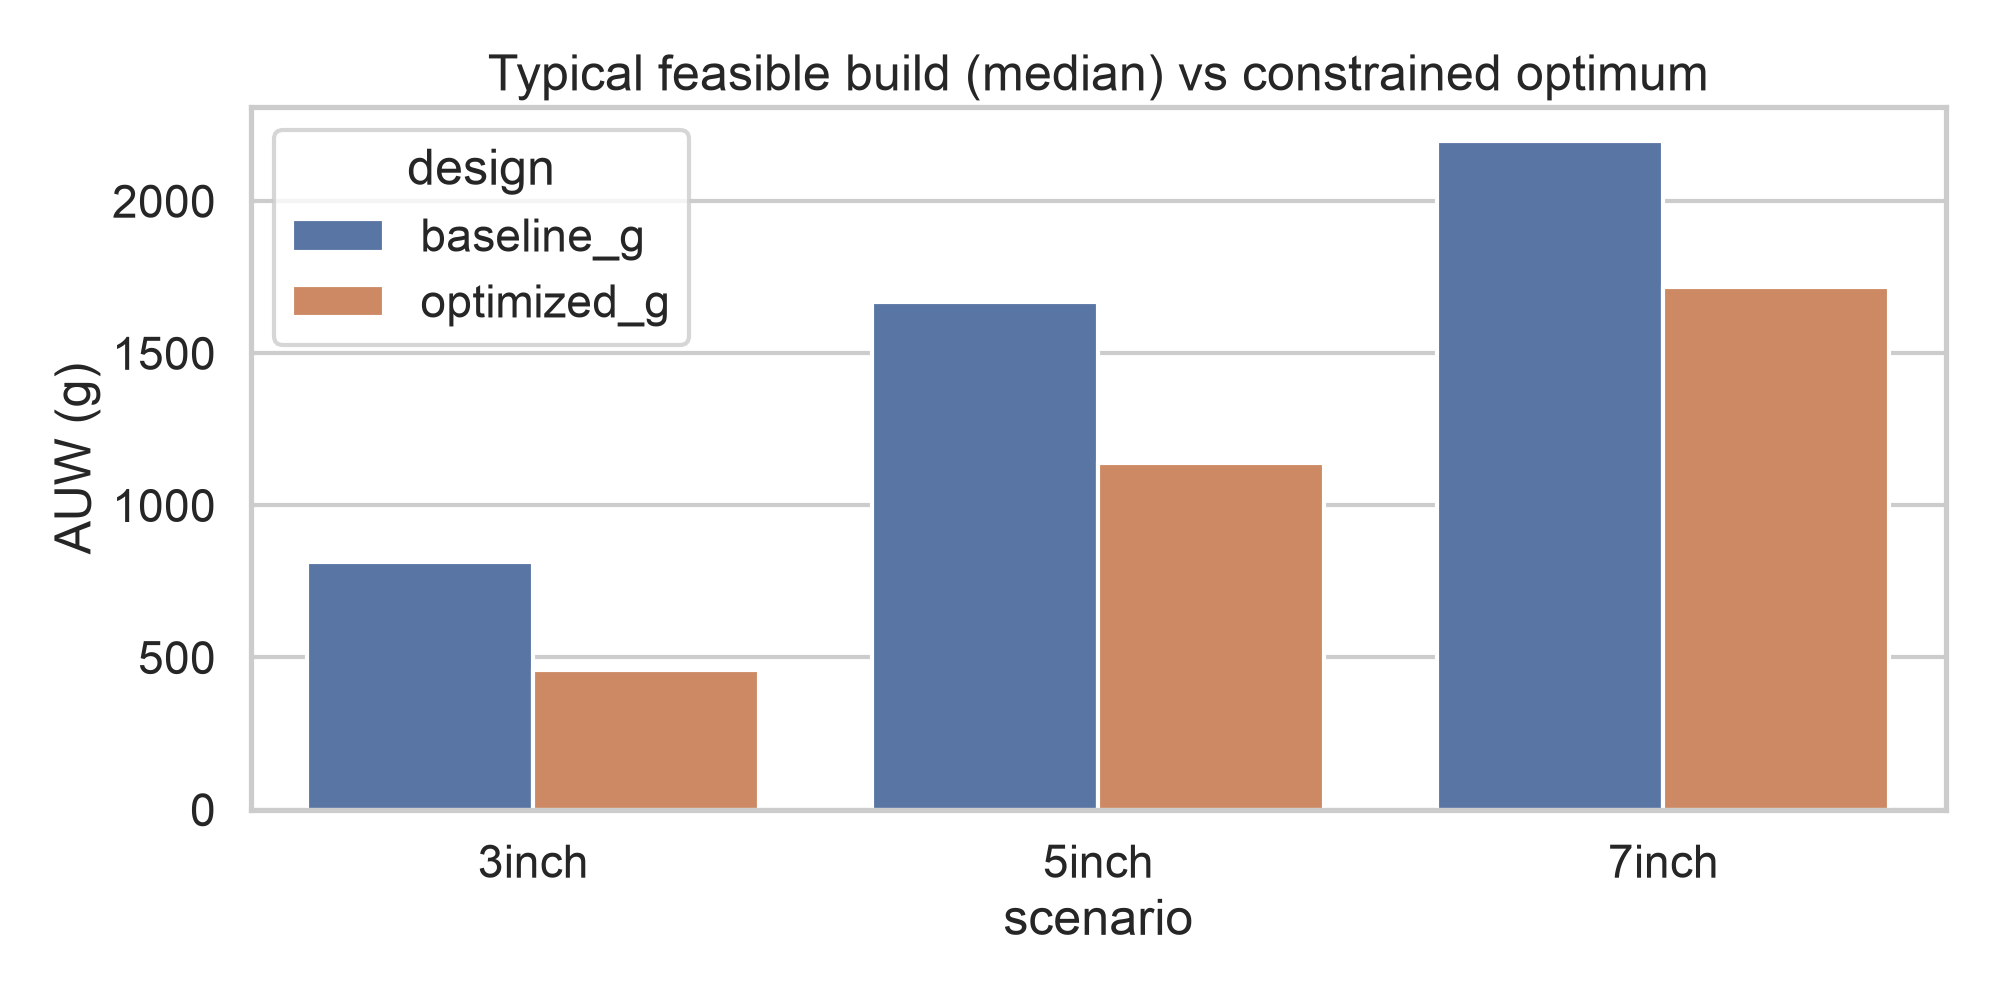 Typical feasible build (median) vs constrained optimum
design
baseline_g
optimized_g
AUW (g)
2000
1500
1000
500
0
3inch
5inch
7inch
scenario